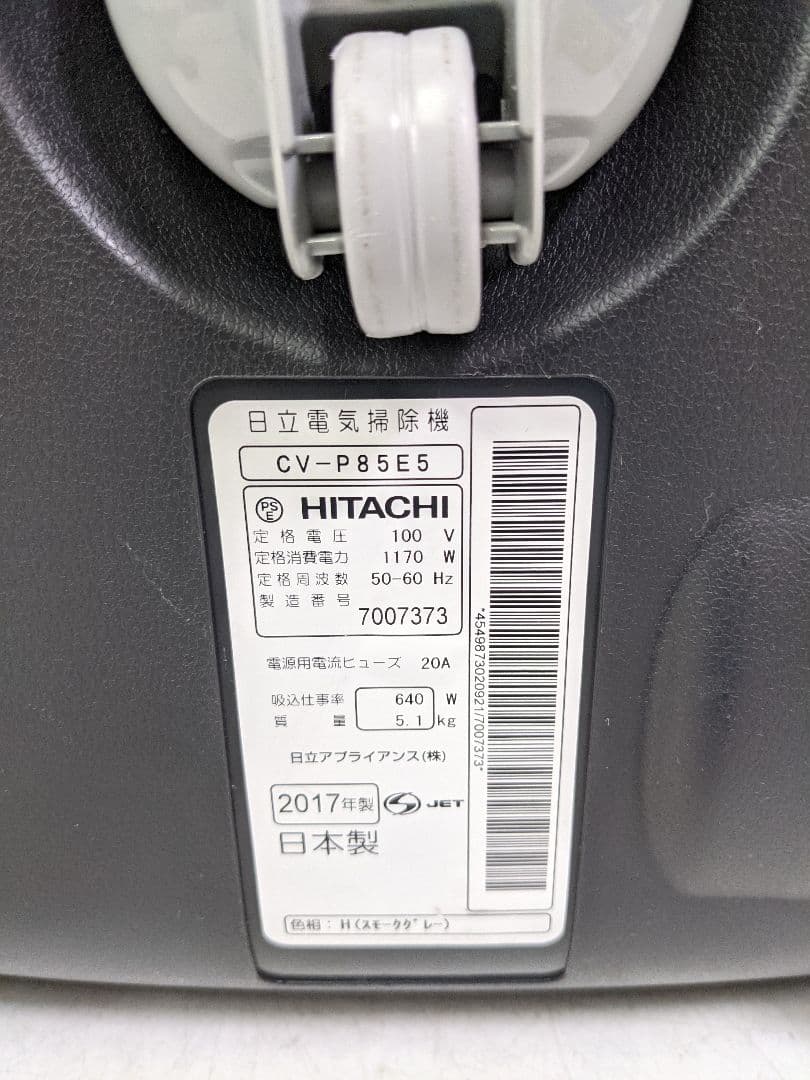 日立電気掃除機
CV-P85E5
PS E HITACHI
定格電圧 100 V
定格消費電力 1170 W
定格周波数 50-60 Hz
製造番号 7007373
電源用電流ヒューズ 20A
吸込仕事率 640 W
質量 5.1 kg
日立アプライアンス(株)
2017年製 JET
日本製
色相:H(スモークグレー)
*4549873020921/7007373*